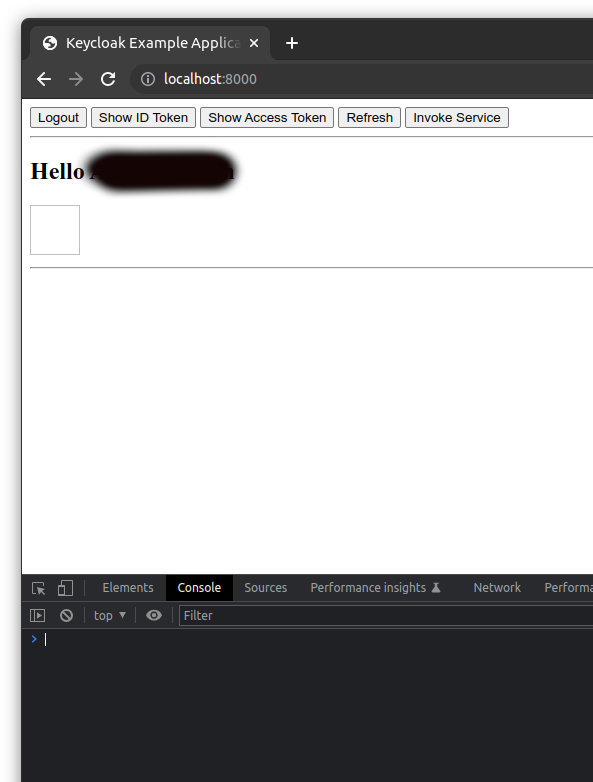 Keycloak Example Applica
localhost:8000
Logout Show ID Token Show Access Token Refresh Invoke Service
Hello
Elements Console Sources Performance insights Network Performa
top Filter